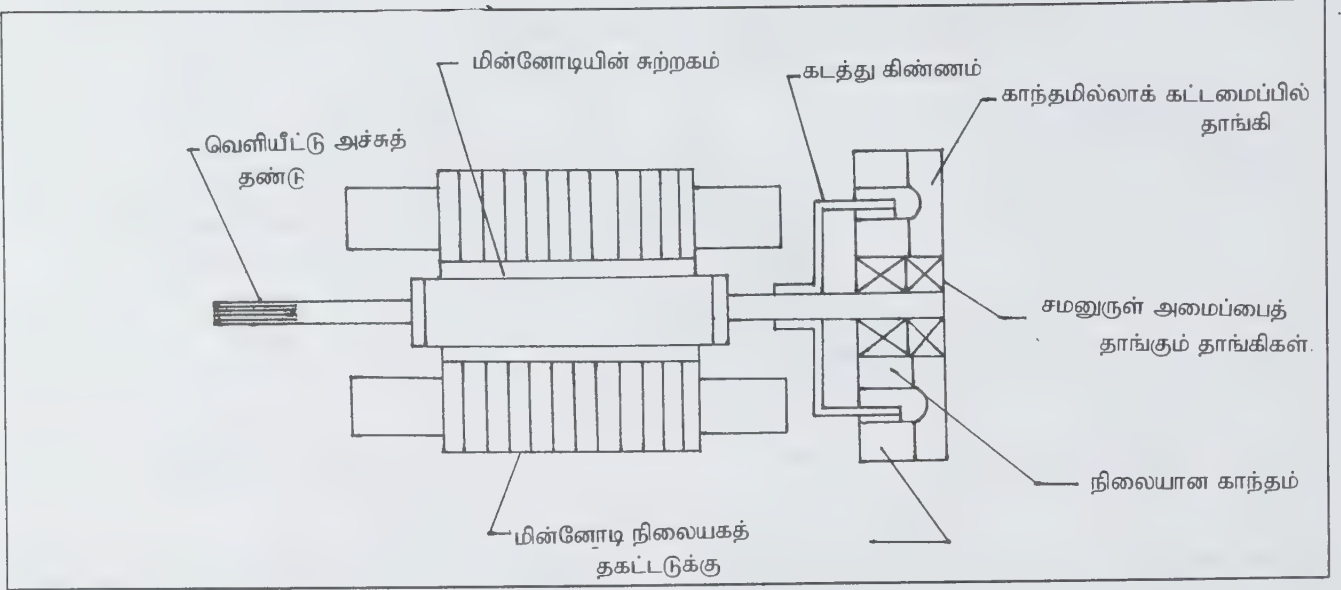 மின்னோடியின் சுற்றகம்
கடத்து கிண்ணம்
காந்தமில்லாக் கட்டமைப்பில்
தாங்கி
வெளியீட்டு அச்சுத்
தண்டு
சமனுருள் அமைப்பைத்
தாங்கும் தாங்கிகள்.
நிலையான காந்தம்
மின்னோடி நிலையகத்
தகட்டடுக்கு